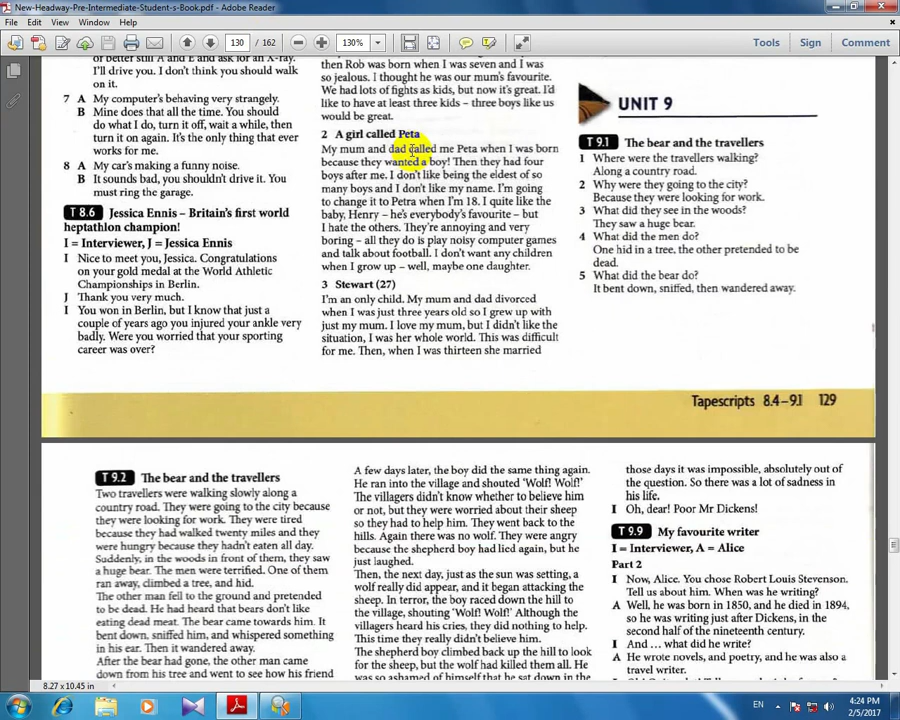 New-Headway-Pre-Intermediate-Student-s-Book.pdf - Adobe Reader
File Edit View Window Help
130 / 162 130% Tools Sign Comment
or better still A and E and ask for an X-ray.
I'll drive you. I don't think you should walk
on it.
7 A My computer's behaving very strangely.
B Mine does that all the time. You should
do what I do, turn it off, wait a while, then
turn it on again. It's the only thing that ever
works for me.
8 A My car's making a funny noise.
B It sounds bad, you shouldn't drive it. You
must ring the garage.
T 8.6 Jessica Ennis – Britain's first world
heptathlon champion!
I = Interviewer, J = Jessica Ennis
I Nice to meet you, Jessica. Congratulations
on your gold medal at the World Athletic
Championships in Berlin.
J Thank you very much.
I You won in Berlin, but I know that just a
couple of years ago you injured your ankle very
badly. Were you worried that your sporting
career was over?
then Rob was born when I was seven and I was
so jealous. I thought he was our mum's favourite.
We had lots of fights as kids, but now it's great. I'd
like to have at least three kids – three boys like us
would be great.
2 A girl called Peta
My mum and dad called me Peta when I was born
because they wanted a boy! Then they had four
boys after me. I don't like being the eldest of so
many boys and I don't like my name. I'm going
to change it to Petra when I'm 18. I quite like the
baby, Henry – he's everybody's favourite – but
I hate the others. They're annoying and very
boring – all they do is play noisy computer games
and talk about football. I don't want any children
when I grow up – well, maybe one daughter.
3 Stewart (27)
I'm an only child. My mum and dad divorced
when I was just three years old so I grew up with
just my mum. I love my mum, but I didn't like the
situation, I was her whole world. This was difficult
for me. Then, when I was thirteen she married
UNIT 9
T 9.1 The bear and the travellers
1 Where were the travellers walking?
Along a country road.
2 Why were they going to the city?
Because they were looking for work.
3 What did they see in the woods?
They saw a huge bear.
4 What did the men do?
One hid in a tree, the other pretended to be
dead.
5 What did the bear do?
It bent down, sniffed, then wandered away.
Tapescripts 8.4–9.1 129
T 9.2 The bear and the travellers
Two travellers were walking slowly along a
country road. They were going to the city because
they were looking for work. They were tired
because they had walked twenty miles and they
were hungry because they hadn't eaten all day.
Suddenly, in the woods in front of them, they saw
a huge bear. The men were terrified. One of them
ran away, climbed a tree, and hid.
The other man fell to the ground and pretended
to be dead. He had heard that bears don't like
eating dead meat. The bear came towards him. It
bent down, sniffed him, and whispered something
in his ear. Then it wandered away.
After the bear had gone, the other man came
down from his tree and went to see how his friend
A few days later, the boy did the same thing again.
He ran into the village and shouted 'Wolf! Wolf!'
The villagers didn't know whether to believe him
or not, but they were worried about their sheep
so they had to help him. They went back to the
hills. Again there was no wolf. They were angry
because the shepherd boy had lied again, but he
just laughed.
Then, the next day, just as the sun was setting, a
wolf really did appear, and it began attacking the
sheep. In terror, the boy raced down the hill to
the village, shouting 'Wolf! Wolf!' Although the
villagers heard his cries, they did nothing to help.
This time they really didn't believe him.
The shepherd boy climbed back up the hill to look
for the sheep, but the wolf had killed them all. He
was so ashamed of himself that he sat down in the
those days it was impossible, absolutely out of
the question. So there was a lot of sadness in
his life.
I Oh, dear! Poor Mr Dickens!
T 9.9 My favourite writer
I = Interviewer, A = Alice
Part 2
I Now, Alice. You chose Robert Louis Stevenson.
Tell us about him. When was he writing?
A Well, he was born in 1850, and he died in 1894,
so he was writing just after Dickens, in the
second half of the nineteenth century.
I And … what did he write?
A He wrote novels, and poetry, and he was also a
travel writer.
8.27 x 10.45 in
EN 4:24 PM
2/5/2017